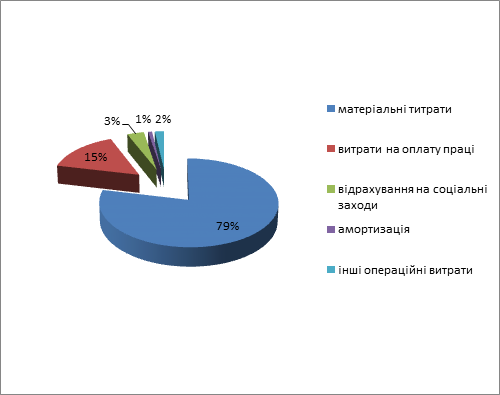 3%
1%
2%
15%
79%
матеріальні титрати
витрати на оплату праці
відрахування на соціальні
заходи
амортизація
інші операційні витрати